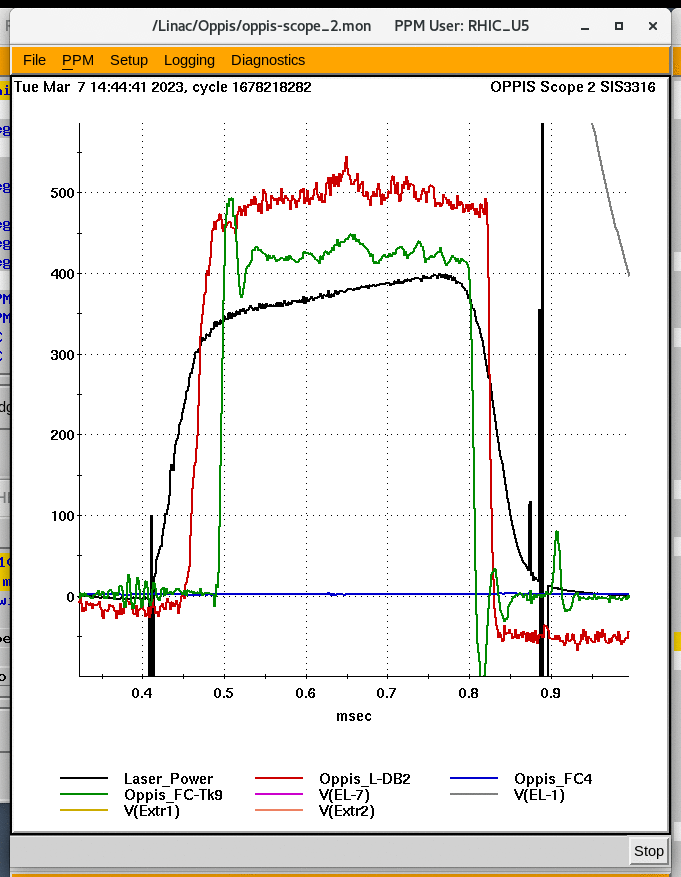 /Linac/Oppis/oppis-scope_2.mon PPM User: RHIC_U5
File PPM Setup Logging Diagnostics
Tue Mar 7 14:44:41 2023, cycle 1678218282 OPPIS Scope 2 SIS3316
500
400
300
200
100
0
0.4 0.5 0.6 0.7 0.8 0.9
msec
Laser_Power Oppis_L-DB2 Oppis_FC4
Oppis_FC-Tk9 V(EL-7) V(EL-1)
V(Extr1) V(Extr2)
Stop